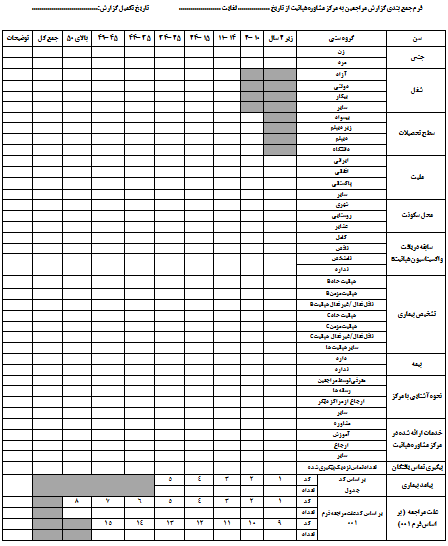 فرم جمع بندی گزارش مراجعین به مرکز مشاوره هپاتیت از تاریخ لغایت تاریخ تکمیل گزارش:
سن گروه سنی زیر ۲ سال ۲-۱۰ ۱۱-۱۴ ۱۵-۲۴ ۲۵-۳۴ ۳۵-۴۴ ۴۵-۴۹ بالای ۵۰ جمع کل توضیحات
جنس زن
مرد
شغل آزاد
دولتی
بیکار
سایر
سطح تحصیلات بیسواد
زیر دیپلم
دیپلم
دانشگاه
ملیت ایرانی
افغانی
پاکستانی
سایر
محل سکونت شهری
روستایی
عشایر
سابقه دریافت واکسیناسیون هپاتیت B کامل
ناقص
نامشخص
ندارد
تشخیص بیماری هپاتیت حاد B
هپاتیت مزمن B
ناقل فعال / غیر فعال هپاتیت B
هپاتیت حاد C
هپاتیت مزمن C
ناقل فعال / غیر فعال هپاتیت C
سایر هپاتیت ها
بیمه دارد
ندارد
نحوه آشنایی با مرکز معرفی توسط مراجعین
رسانه ها
ارجاع از مراکز دیگر
سایر
خدمات ارائه شده در مرکز مشاوره هپاتیت مشاوره
آموزش
ارجاع
سایر
پیگیری تماس یافتگان تعداد تماس نزدیک پیگیری شده
پیامد بیماری بر اساس کد جدول کد ۱ ۲ ۳ ۴ ۵
تعداد
علت مراجعه (بر اساس فرم ۰۰۱) بر اساس کد علت مراجعه فرم ۰۰۱ کد ۱ ۲ ۳ ۴ ۵ ۶ ۷ ۸
تعداد
کد ۹ ۱۰ ۱۱ ۱۲ ۱۳ ۱۴ ۱۵
تعداد